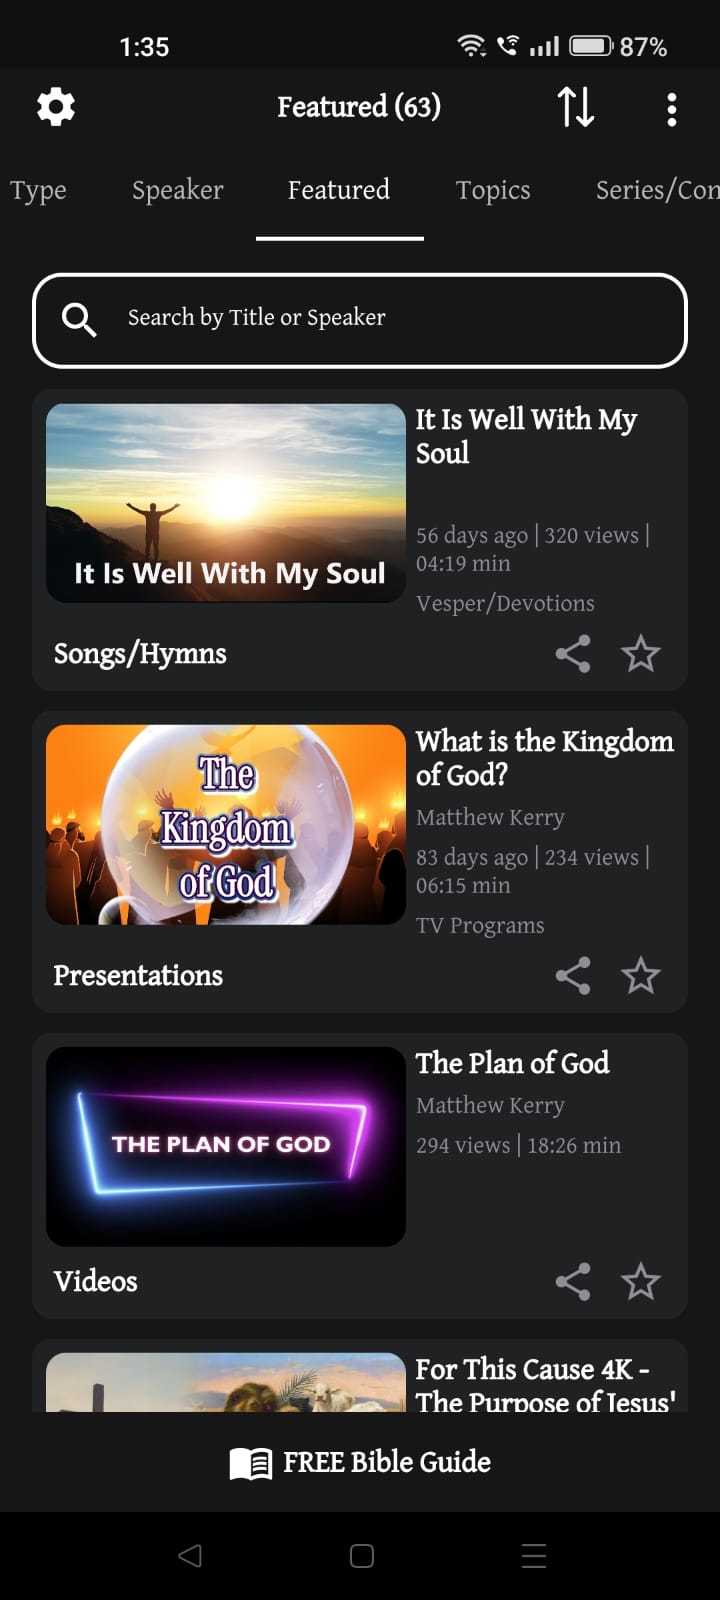 1:35
87%
Featured (63)
Type Speaker Featured Topics Series/Con
Search by Title or Speaker
It Is Well With My Soul
It Is Well With My
Soul
56 days ago | 320 views |
04:19 min
Vesper/Devotions
Songs/Hymns
The
Kingdom
of God
What is the Kingdom
of God?
Matthew Kerry
83 days ago | 234 views |
06:15 min
TV Programs
Presentations
THE PLAN OF GOD
The Plan of God
Matthew Kerry
294 views | 18:26 min
Videos
For This Cause 4K -
The Purpose of Jesus'
FREE Bible Guide